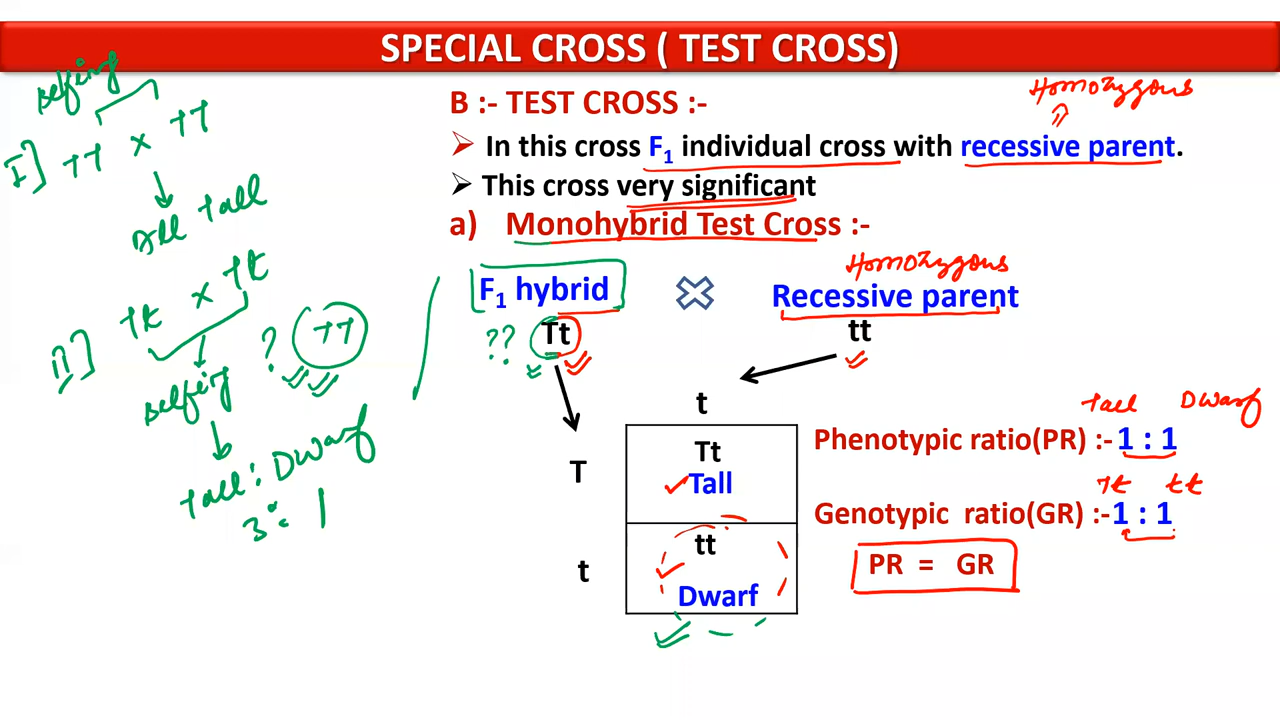 SPECIAL CROSS ( TEST CROSS)
B :- TEST CROSS :-
Homozygous
➢ In this cross F₁ individual cross with recessive parent.
➢ This cross very significant
a) Monohybrid Test Cross :-
Homozygous
F₁ hybrid
Recessive parent
??
Tt
tt
t
T
Tt
Tall
t
tt
Dwarf
Tall Dwarf
Phenotypic ratio(PR) :- 1 : 1
Tt tt
Genotypic ratio(GR) :- 1 : 1
PR = GR
Selfing
I] TT x TT
All tall
II] Tt x Tt
? TT
Selfing
Tall : Dwarf
3 : 1